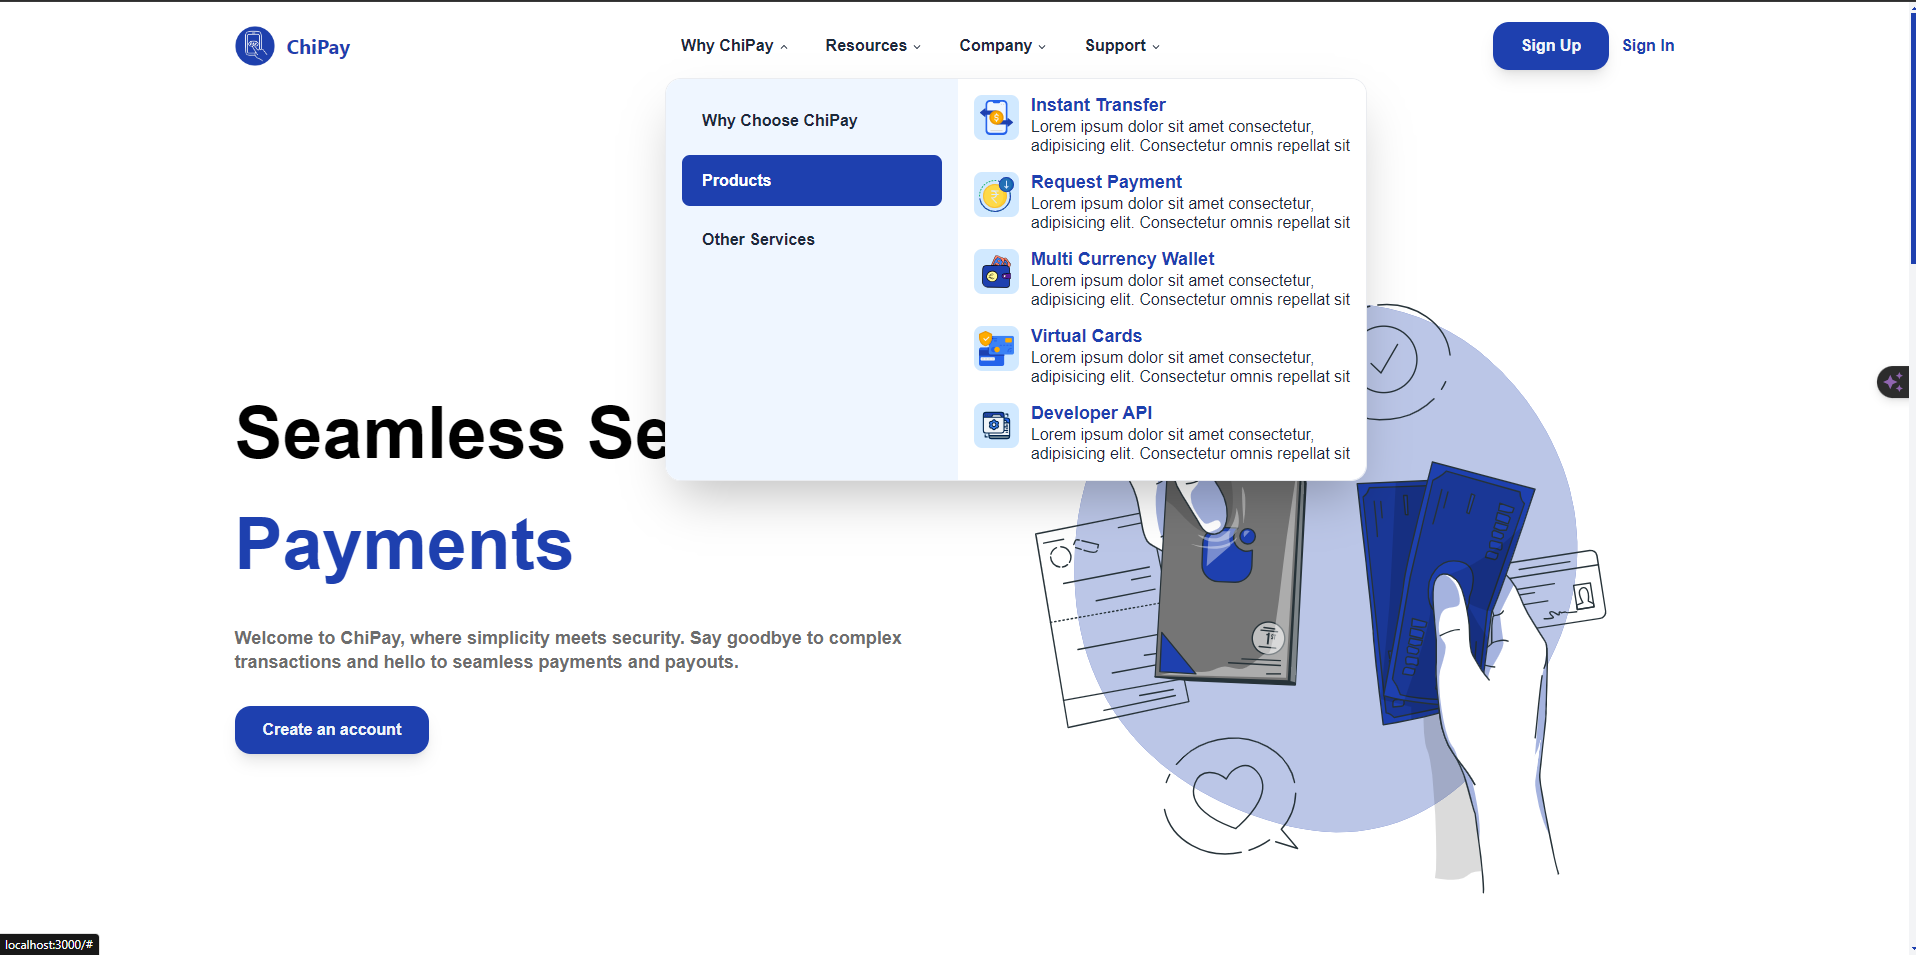 ChiPay
Why ChiPay
Resources
Company
Support
Sign Up
Sign In
Why Choose ChiPay
Products
Other Services
Instant Transfer
Lorem ipsum dolor sit amet consectetur,
adipisicing elit. Consectetur omnis repellat sit
Request Payment
Lorem ipsum dolor sit amet consectetur,
adipisicing elit. Consectetur omnis repellat sit
Multi Currency Wallet
Lorem ipsum dolor sit amet consectetur,
adipisicing elit. Consectetur omnis repellat sit
Virtual Cards
Lorem ipsum dolor sit amet consectetur,
adipisicing elit. Consectetur omnis repellat sit
Developer API
Lorem ipsum dolor sit amet consectetur,
adipisicing elit. Consectetur omnis repellat sit
Seamless Se
Payments
Welcome to ChiPay, where simplicity meets security. Say goodbye to complex
transactions and hello to seamless payments and payouts.
Create an account
1ST
localhost:3000/#